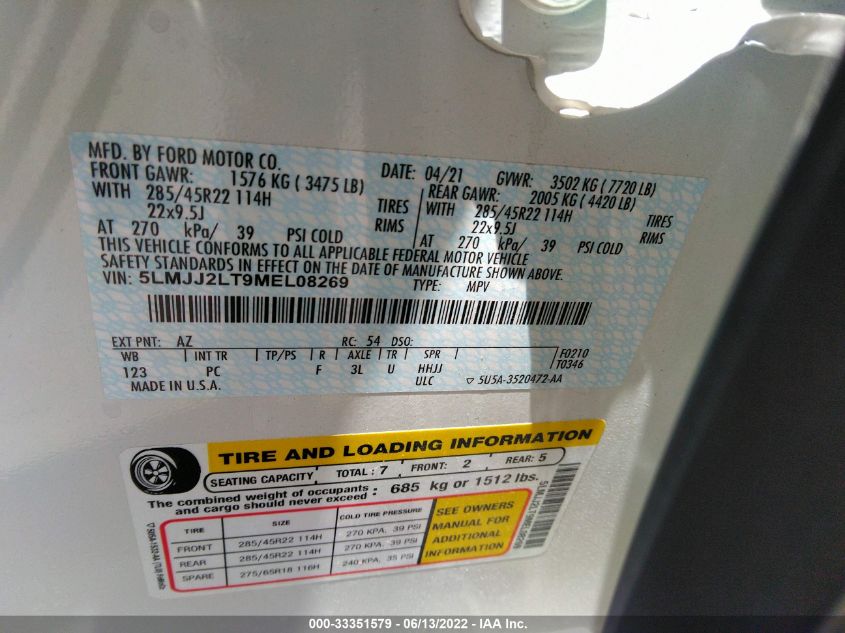 MFD. BY FORD MOTOR CO.
DATE: 04/21 GVWR: 3502 KG ( 7720 LB)
FRONT GAWR: 1576 KG ( 3475 LB)
REAR GAWR: 2005 KG ( 4420 LB)
WITH 285/45R22 114H TIRES
WITH 285/45R22 114H TIRES
22x9.5J RIMS
22x9.5J RIMS
AT 270 kPa/ 39 PSI COLD
AT 270 kPa/ 39 PSI COLD
THIS VEHICLE CONFORMS TO ALL APPLICABLE FEDERAL MOTOR VEHICLE
SAFETY STANDARDS IN EFFECT ON THE DATE OF MANUFACTURE SHOWN ABOVE.
VIN: 5LMJJ2LT9MEL08269 TYPE: MPV
EXT PNT: AZ RC: 54 DSO:
WB INT TR TP/PS R AXLE TR SPR F0210
123 PC F 3L U HHJJ T0346
MADE IN U.S.A. ULC ▽ 5U5A-3520472-AA
TIRE AND LOADING INFORMATION
SEATING CAPACITY TOTAL : 7 FRONT: 2 REAR: 5
The combined weight of occupants and cargo should never exceed : 685 kg or 1512 lbs.
TIRE SIZE COLD TIRE PRESSURE
FRONT 285/45R22 114H 270 KPA, 39 PSI
REAR 285/45R22 114H 270 KPA, 39 PSI
SPARE 275/65R18 116H 240 KPA, 35 PSI
SEE OWNERS
MANUAL FOR
ADDITIONAL
INFORMATION
5LMJJ2LT9MEL08269
000-33351579 - 06/13/2022 - IAA Inc.